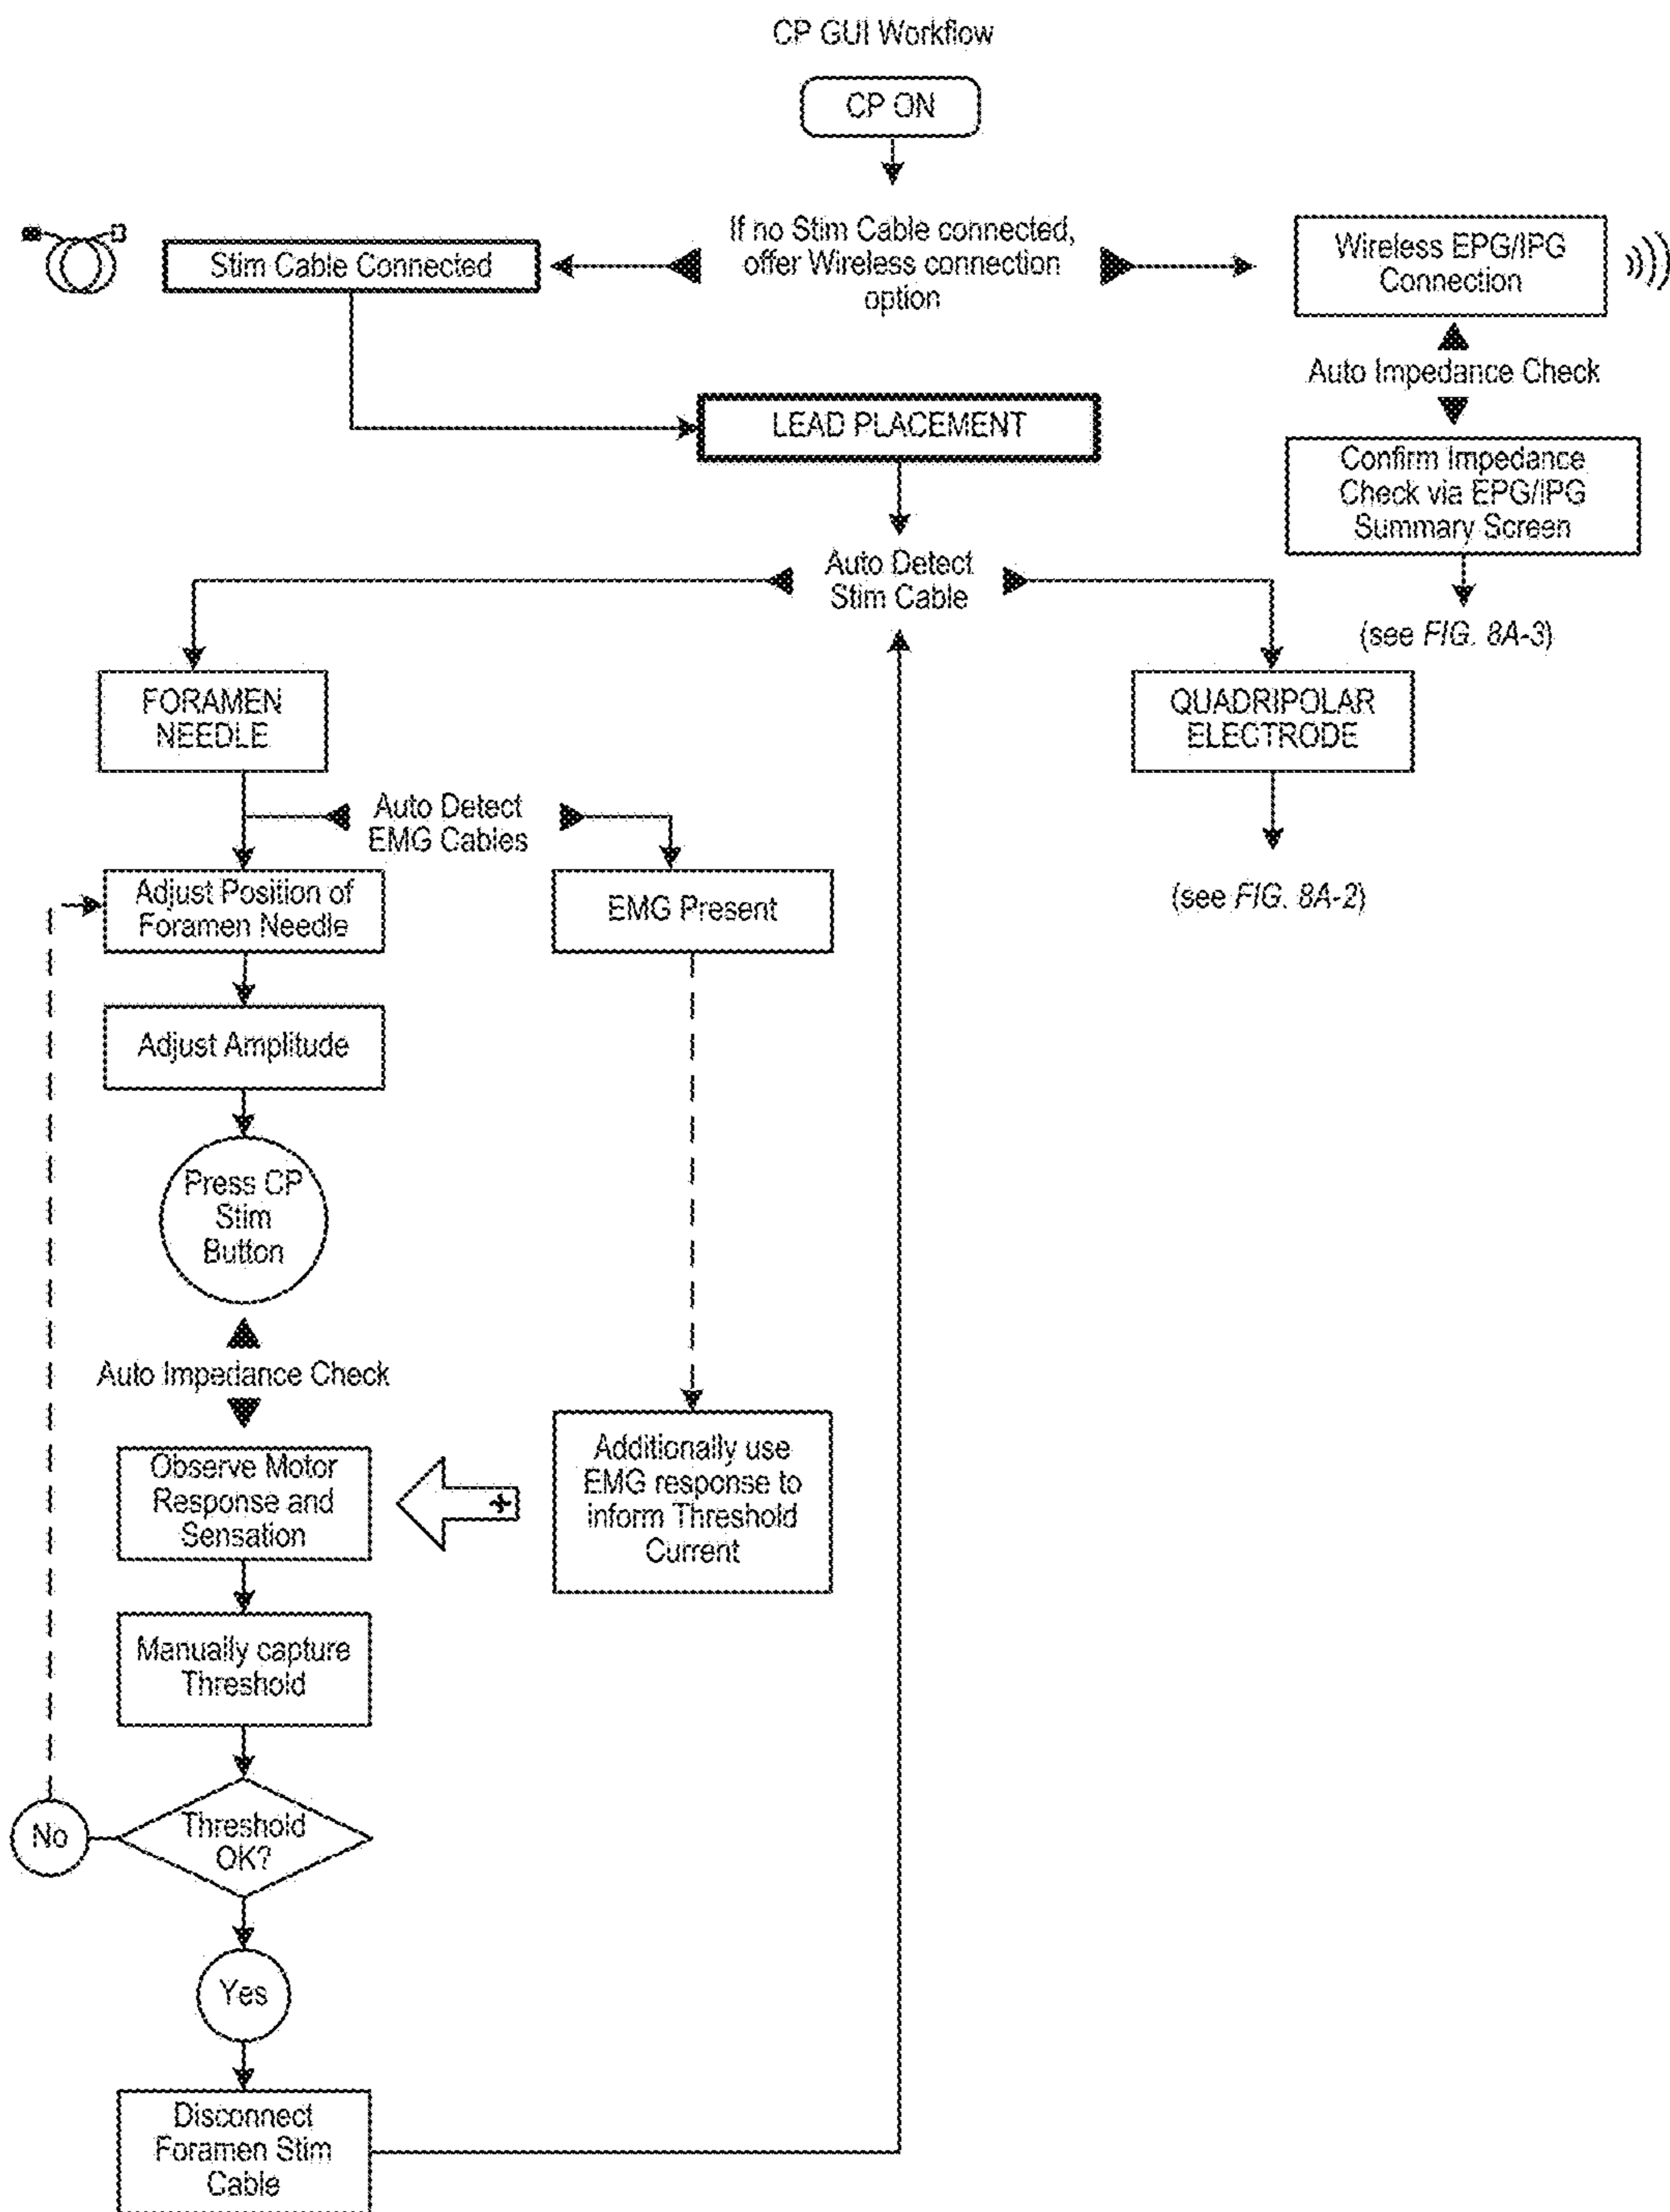 CP GUI Workflow
CP ON
If no Stim Cable connected,
offer Wireless connection
option
Stim Cable Connected
Wireless EPG/IPG
Connection
Auto Impedance Check
LEAD PLACEMENT
Confirm Impedance
Check via EPG/IPG
Summary Screen
(see FIG. 8A-3)
Auto Detect
Stim Cable
FORAMEN
NEEDLE
QUADRIPOLAR
ELECTRODE
(see FIG. 8A-2)
Auto Detect
EMG Cables
Adjust Position of
Foramen Needle
EMG Present
Adjust Amplitude
Press CP
Stim
Button
Auto Impedance Check
Observe Motor
Response and
Sensation
+
Additionally use
EMG response to
inform Threshold
Current
Manually capture
Threshold
Threshold
OK?
No
Yes
Disconnect
Foramen Stim
Cable